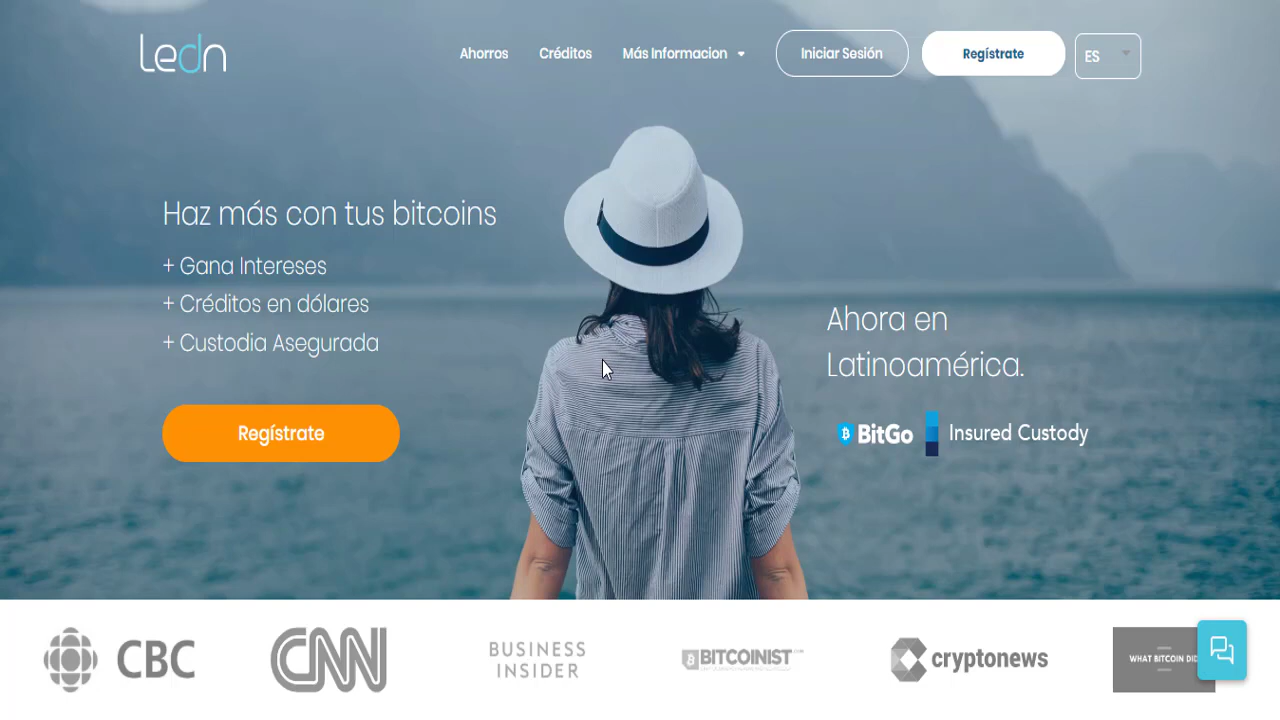 ledn
Ahorros
Créditos
Más Informacion
Iniciar Sesión
Regístrate
ES
Haz más con tus bitcoins
+ Gana Intereses
+ Créditos en dólares
+ Custodia Asegurada
Regístrate
Ahora en
Latinoamérica.
BitGo
Insured Custody
CBC
CNN
BUSINESS
INSIDER
BITCOINIST
cryptonews
WHAT BITCOIN DID